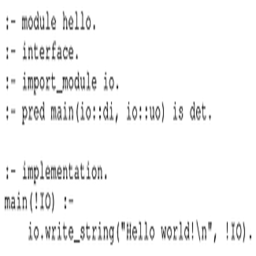 :- module hello.
:- interface.
:- import_module io.
:- pred main(io::di, io::uo) is det.
:- implementation.
main(!IO) :-
io.write_string("Hello world!\n", !IO).